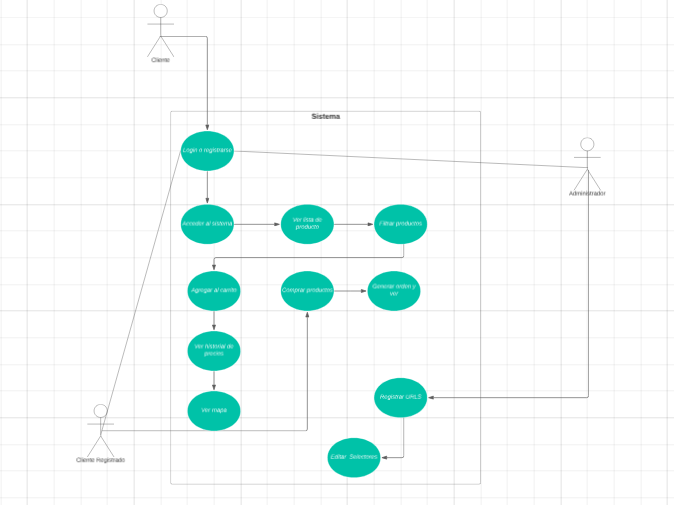 Cliente
Sistema
Login o registrarse
Administrador
Acceder al sistema
Ver lista de
producto
Filtrar productos
Agregar al carrito
Comprar productos
Generar orden y
ver
Ver historial de
precios
Ver mapa
Registrar URLS
Cliente Registrado
Editar Selectores